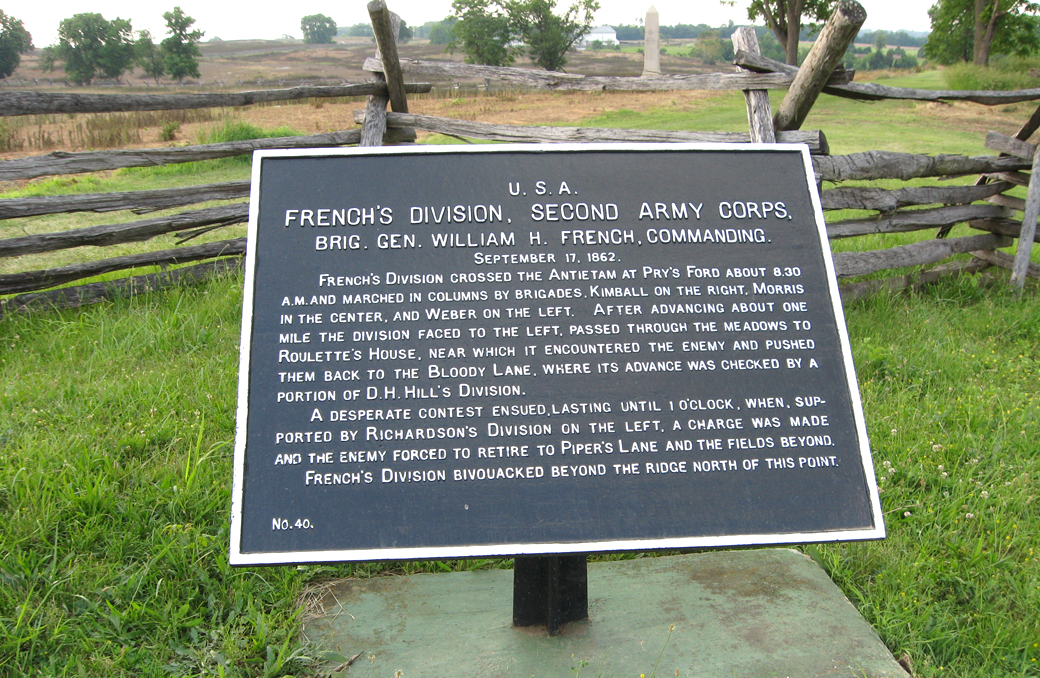 U.S.A.
FRENCH'S DIVISION, SECOND ARMY CORPS,
BRIG. GEN. WILLIAM H. FRENCH, COMMANDING.
SEPTEMBER 17, 1862.
FRENCH'S DIVISION CROSSED THE ANTIETAM AT PRY'S FORD ABOUT 8.30
A.M. AND MARCHED IN COLUMNS BY BRIGADES, KIMBALL ON THE RIGHT, MORRIS
IN THE CENTER, AND WEBER ON THE LEFT. AFTER ADVANCING ABOUT ONE
MILE THE DIVISION FACED TO THE LEFT, PASSED THROUGH THE MEADOWS TO
ROULETTE'S HOUSE, NEAR WHICH IT ENCOUNTERED THE ENEMY AND PUSHED
THEM BACK TO THE BLOODY LANE, WHERE ITS ADVANCE WAS CHECKED BY A
PORTION OF D.H. HILL'S DIVISION.
A DESPERATE CONTEST ENSUED, LASTING UNTIL 1 O'CLOCK, WHEN, SUP-
PORTED BY RICHARDSON'S DIVISION ON THE LEFT, A CHARGE WAS MADE
AND THE ENEMY FORCED TO RETIRE TO PIPER'S LANE AND THE FIELDS BEYOND.
FRENCH'S DIVISION BIVOUACKED BEYOND THE RIDGE NORTH OF THIS POINT.
No. 40.